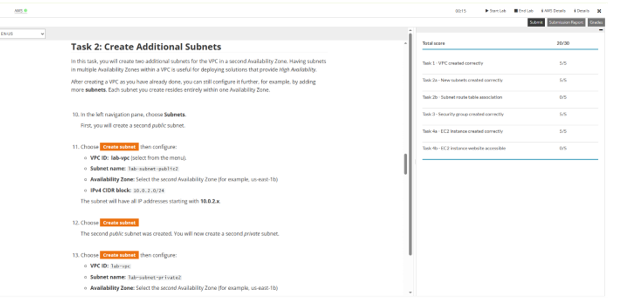 AWS
00:15 Start Lab End Lab AWS Details Details
Submit Submission Report Grades
EN-US
Task 2: Create Additional Subnets
In this task, you will create two additional subnets for the VPC in a second Availability Zone. Having subnets
in multiple Availability Zones within a VPC is useful for deploying solutions that provide High Availability.
After creating a VPC as you have already done, you can still configure it further, for example, by adding
more subnets. Each subnet you create resides entirely within one Availability Zone.
10. In the left navigation pane, choose Subnets.
First, you will create a second public subnet.
11. Choose Create subnet then configure:
VPC ID: lab-vpc (select from the menu).
Subnet name: lab-subnet-public2
Availability Zone: Select the second Availability Zone (for example, us-east-1b)
IPv4 CIDR block: 10.0.2.0/24
The subnet will have all IP addresses starting with 10.0.2.x.
12. Choose Create subnet
The second public subnet was created. You will now create a second private subnet.
13. Choose Create subnet then configure:
VPC ID: lab-vpc
Subnet name: lab-subnet-private2
Availability Zone: Select the second Availability Zone (for example, us-east-1b)
Total score 20/30
Task 1 - VPC created correctly 5/5
Task 2a - New subnets created correctly 5/5
Task 2b - Subnet route table association 0/5
Task 3 - Security group created correctly 5/5
Task 4a - EC2 instance created correctly 5/5
Task 4b - EC2 instance website accessible 0/5